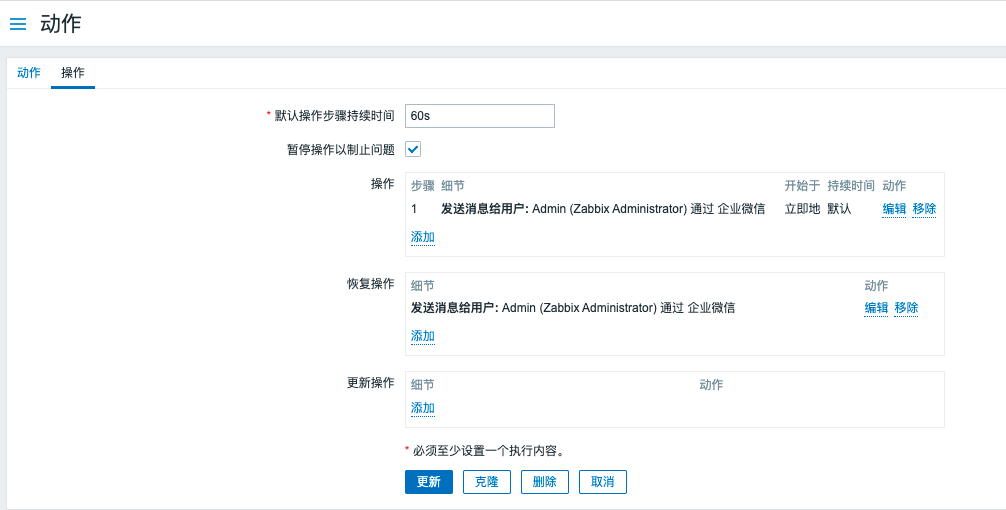 动作
动作 操作
* 默认操作步骤持续时间 60s
暂停操作以制止问题
操作 步骤 细节 开始于 持续时间 动作
1 发送消息给用户: Admin (Zabbix Administrator) 通过 企业微信 立即地 默认 编辑 移除
添加
恢复操作 细节 动作
发送消息给用户: Admin (Zabbix Administrator) 通过 企业微信 编辑 移除
添加
更新操作 细节 动作
添加
* 必须至少设置一个执行内容。
更新 克隆 删除 取消